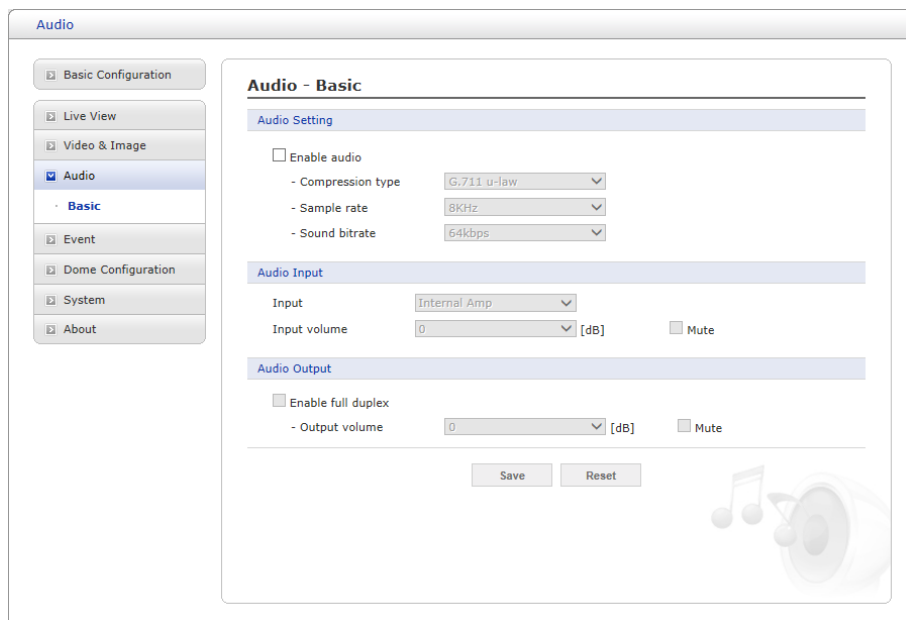 Audio
Basic Configuration
Live View
Video & Image
Audio
· Basic
Event
Dome Configuration
System
About
Audio - Basic
Audio Setting
Enable audio
- Compression type G.711 u-law
- Sample rate 8KHz
- Sound bitrate 64kbps
Audio Input
Input Internal Amp
Input volume 0 [dB] Mute
Audio Output
Enable full duplex
- Output volume 0 [dB] Mute
Save Reset